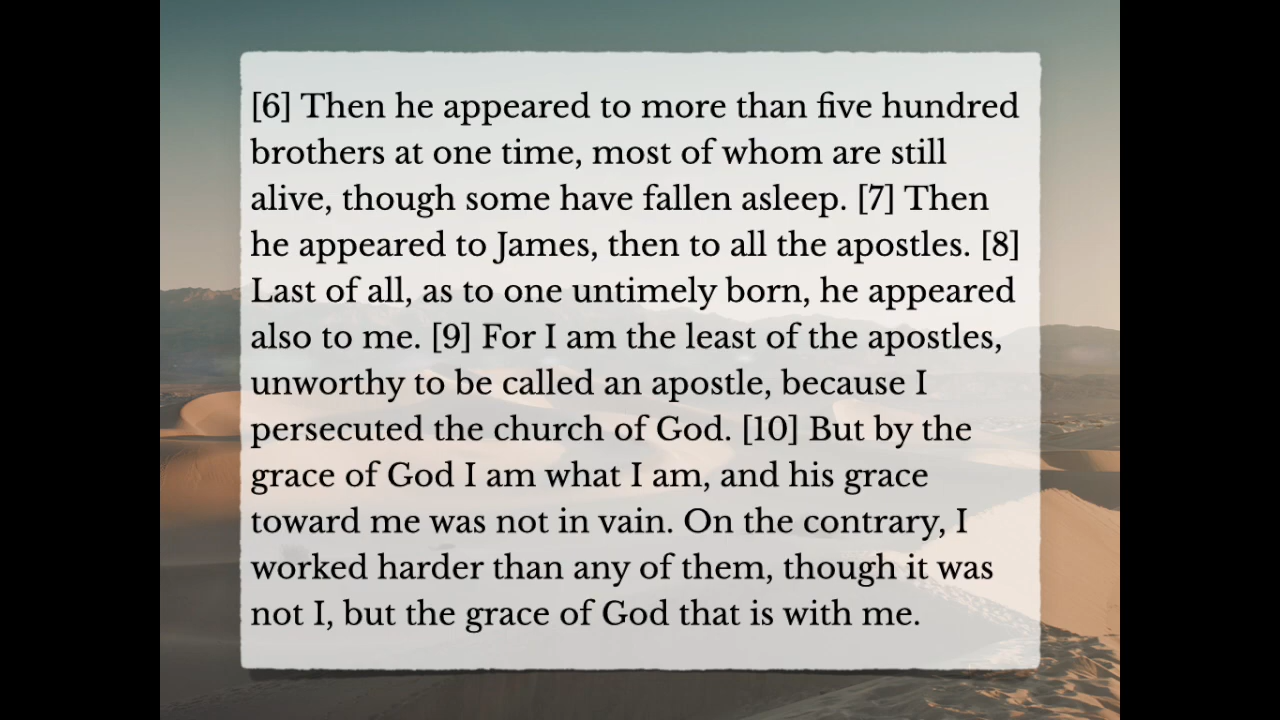 [6] Then he appeared to more than five hundred
brothers at one time, most of whom are still
alive, though some have fallen asleep. [7] Then
he appeared to James, then to all the apostles. [8]
Last of all, as to one untimely born, he appeared
also to me. [9] For I am the least of the apostles,
unworthy to be called an apostle, because I
persecuted the church of God. [10] But by the
grace of God I am what I am, and his grace
toward me was not in vain. On the contrary, I
worked harder than any of them, though it was
not I, but the grace of God that is with me.